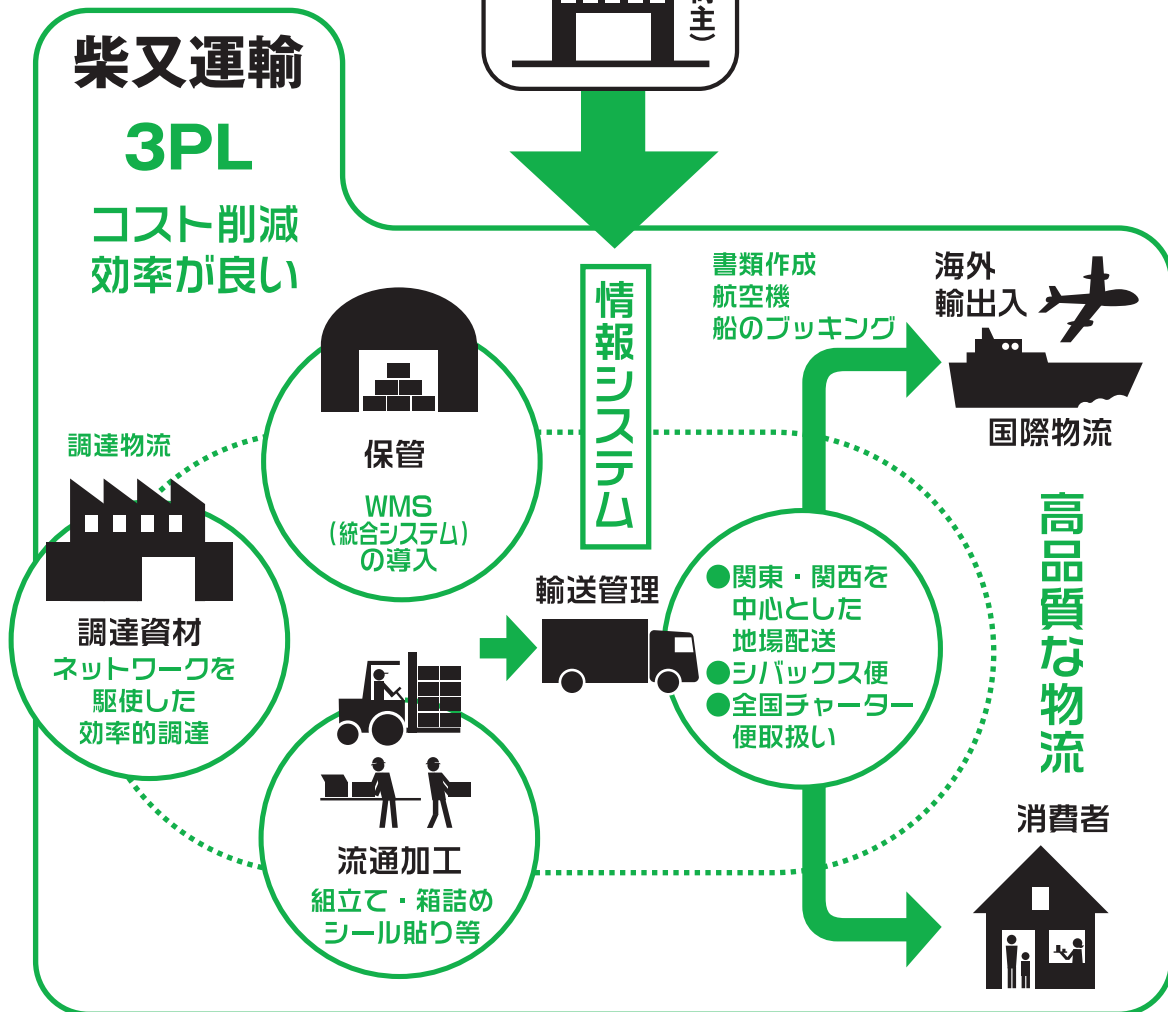 主）
柴又運輸
3PL
コスト削減
効率が良い
情報システム
書類作成
航空機
船のブッキング
海外
輸出入
国際物流
調達物流
保管
WMS
（統合システム）
の導入
調達資材
ネットワークを
駆使した
効率的調達
輸送管理
●関東・関西を
中心とした
地場配送
●シバックス便
●全国チャーター
便取扱い
高品質な物流
流通加工
組立て・箱詰め
シール貼り等
消費者